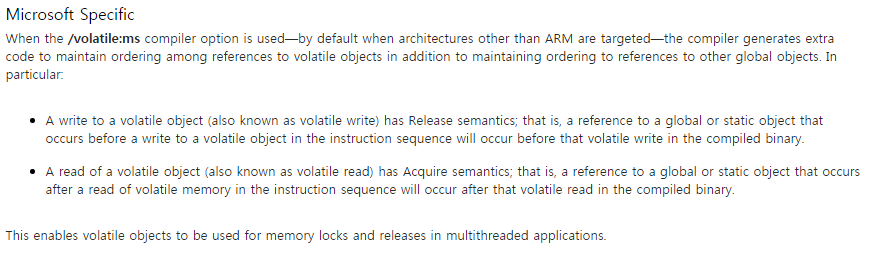 Microsoft Specific
When the /volatile:ms compiler option is used—by default when architectures other than ARM are targeted—the compiler generates extra
code to maintain ordering among references to volatile objects in addition to maintaining ordering to references to other global objects. In
particular:
• A write to a volatile object (also known as volatile write) has Release semantics; that is, a reference to a global or static object that
occurs before a write to a volatile object in the instruction sequence will occur before that volatile write in the compiled binary.
• A read of a volatile object (also known as volatile read) has Acquire semantics; that is, a reference to a global or static object that occurs
after a read of volatile memory in the instruction sequence will occur after that volatile read in the compiled binary.
This enables volatile objects to be used for memory locks and releases in multithreaded applications.